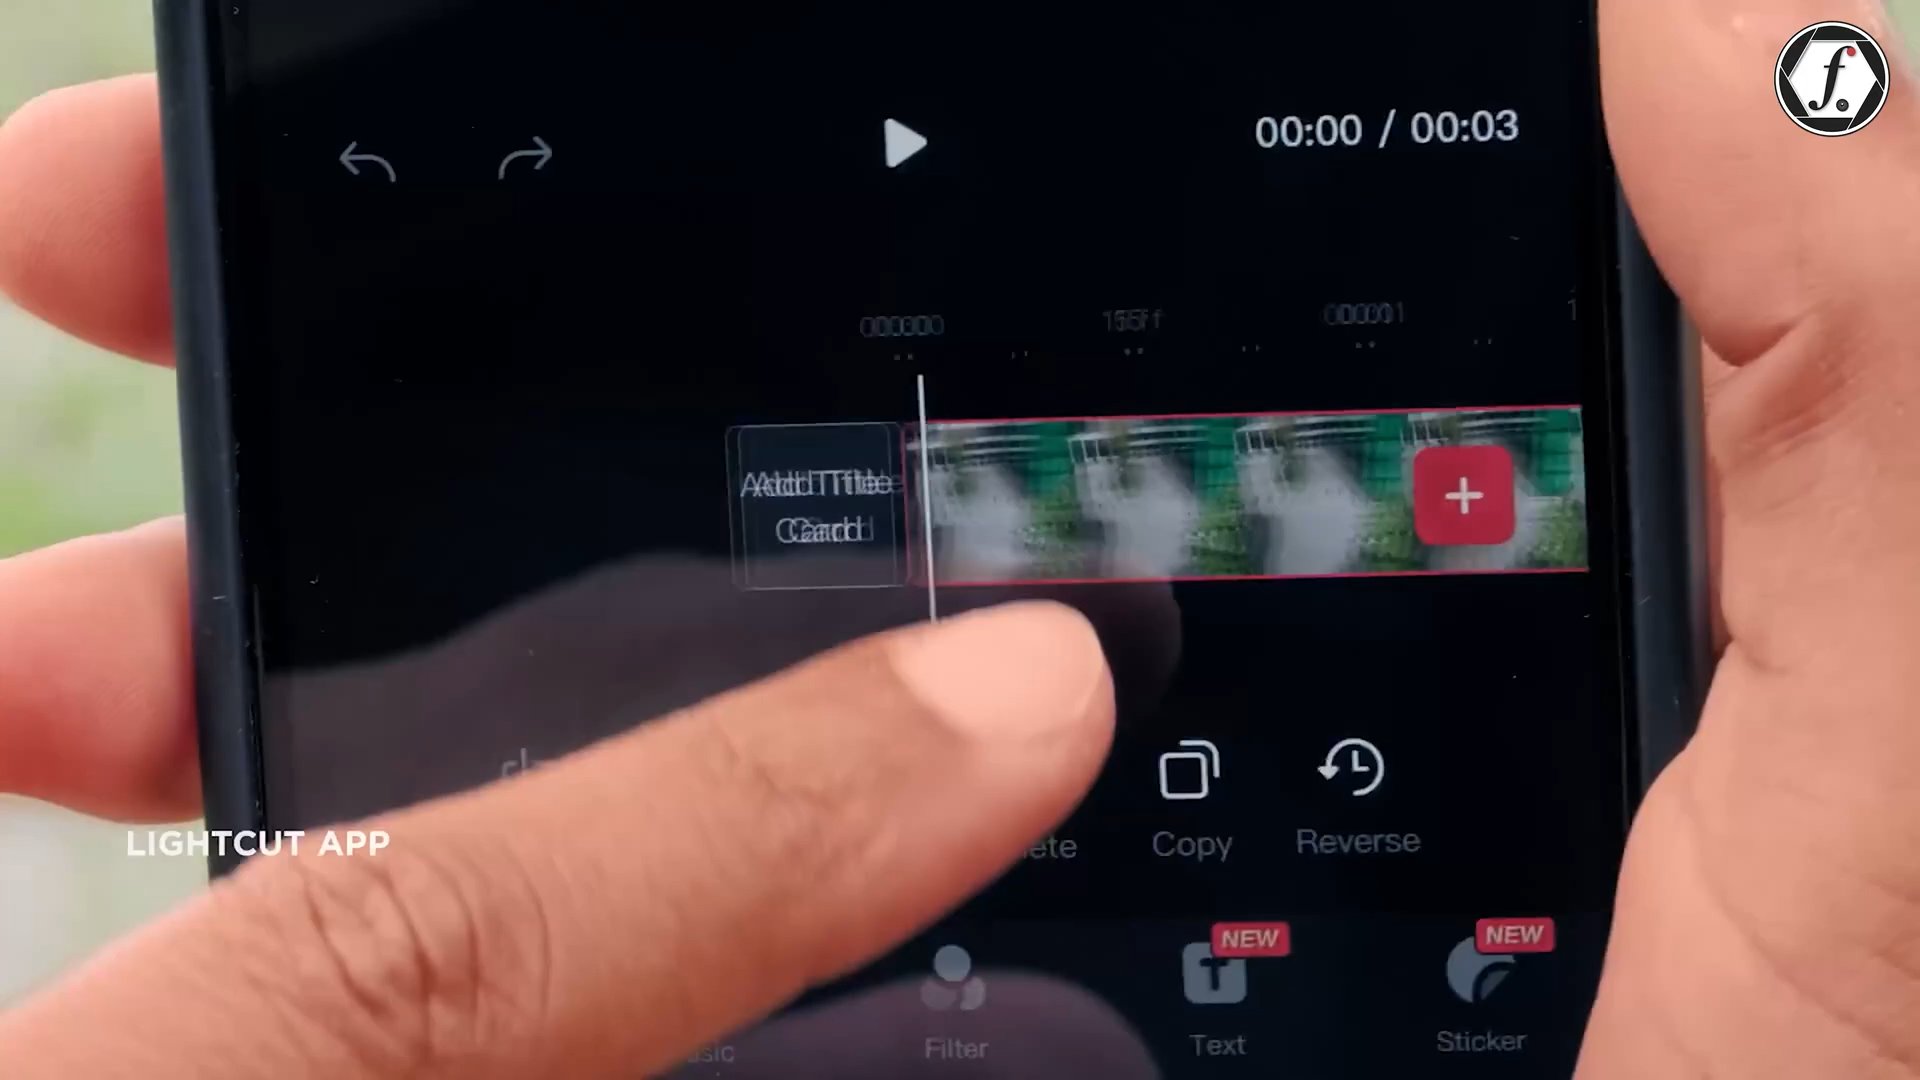 00:00 / 00:03
Add Title
Card
LIGHTCUT APP
Copy
Reverse
NEW
NEW
Filter
Text
Sticker